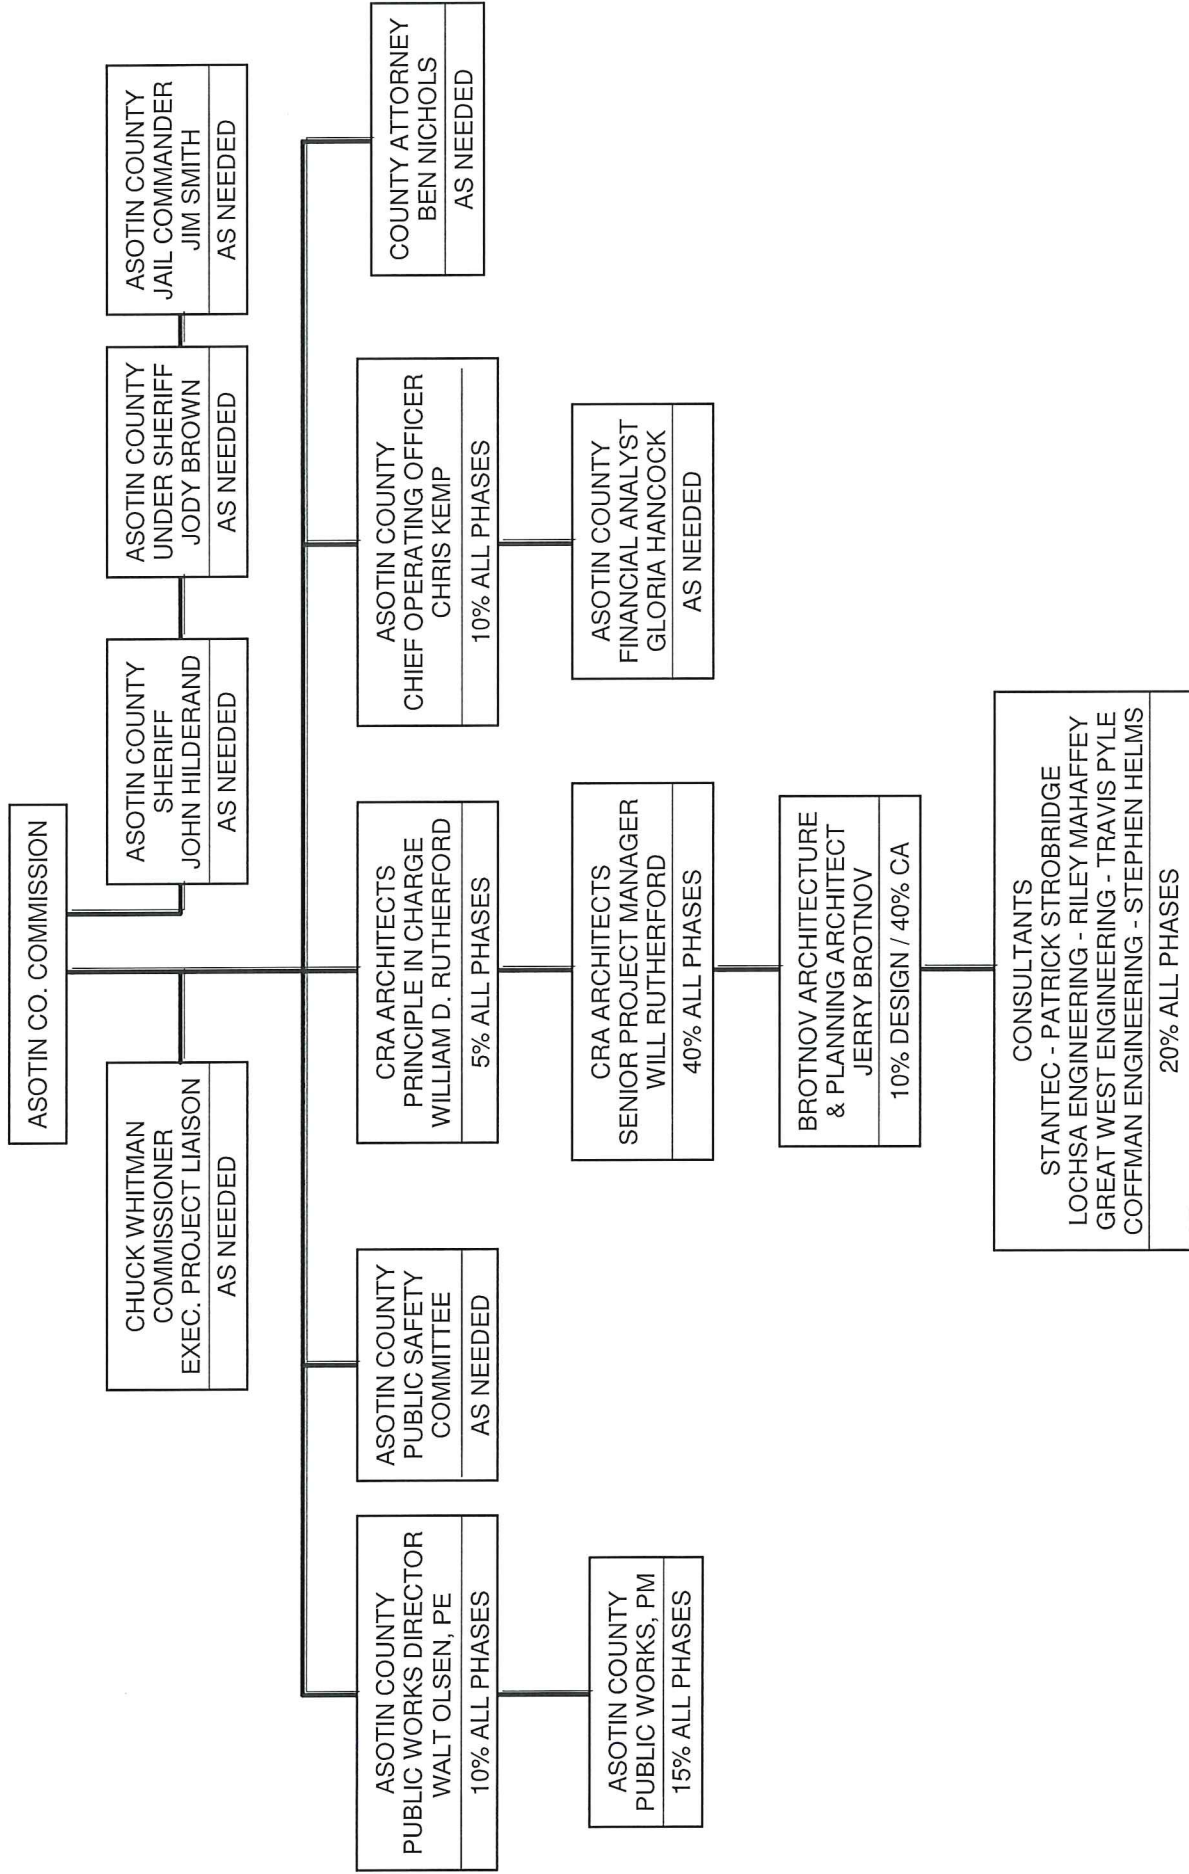 ASOTIN CO. COMMISSION
CHUCK WHITMAN
COMMISSIONER
EXEC. PROJECT LIAISON
AS NEEDED
ASOTIN COUNTY
SHERIFF
JOHN HILDERAND
AS NEEDED
ASOTIN COUNTY
UNDER SHERIFF
JODY BROWN
AS NEEDED
ASOTIN COUNTY
JAIL COMMANDER
JIM SMITH
AS NEEDED
ASOTIN COUNTY
PUBLIC WORKS DIRECTOR
WALT OLSEN, PE
10% ALL PHASES
ASOTIN COUNTY
PUBLIC SAFETY
COMMITTEE
AS NEEDED
CRA ARCHITECTS
PRINCIPLE IN CHARGE
WILLIAM D. RUTHERFORD
5% ALL PHASES
ASOTIN COUNTY
CHIEF OPERATING OFFICER
CHRIS KEMP
10% ALL PHASES
COUNTY ATTORNEY
BEN NICHOLS
AS NEEDED
ASOTIN COUNTY
PUBLIC WORKS, PM
15% ALL PHASES
CRA ARCHITECTS
SENIOR PROJECT MANAGER
WILL RUTHERFORD
40% ALL PHASES
ASOTIN COUNTY
FINANCIAL ANALYST
GLORIA HANCOCK
AS NEEDED
BROTNOV ARCHITECTURE
& PLANNING ARCHITECT
JERRY BROTNOV
10% DESIGN / 40% CA
CONSULTANTS
STANTEC - PATRICK STROBRIDGE
LOCHSA ENGINEERING - RILEY MAHAFFEY
GREAT WEST ENGINEERING - TRAVIS PYLE
COFFMAN ENGINEERING - STEPHEN HELMS
20% ALL PHASES